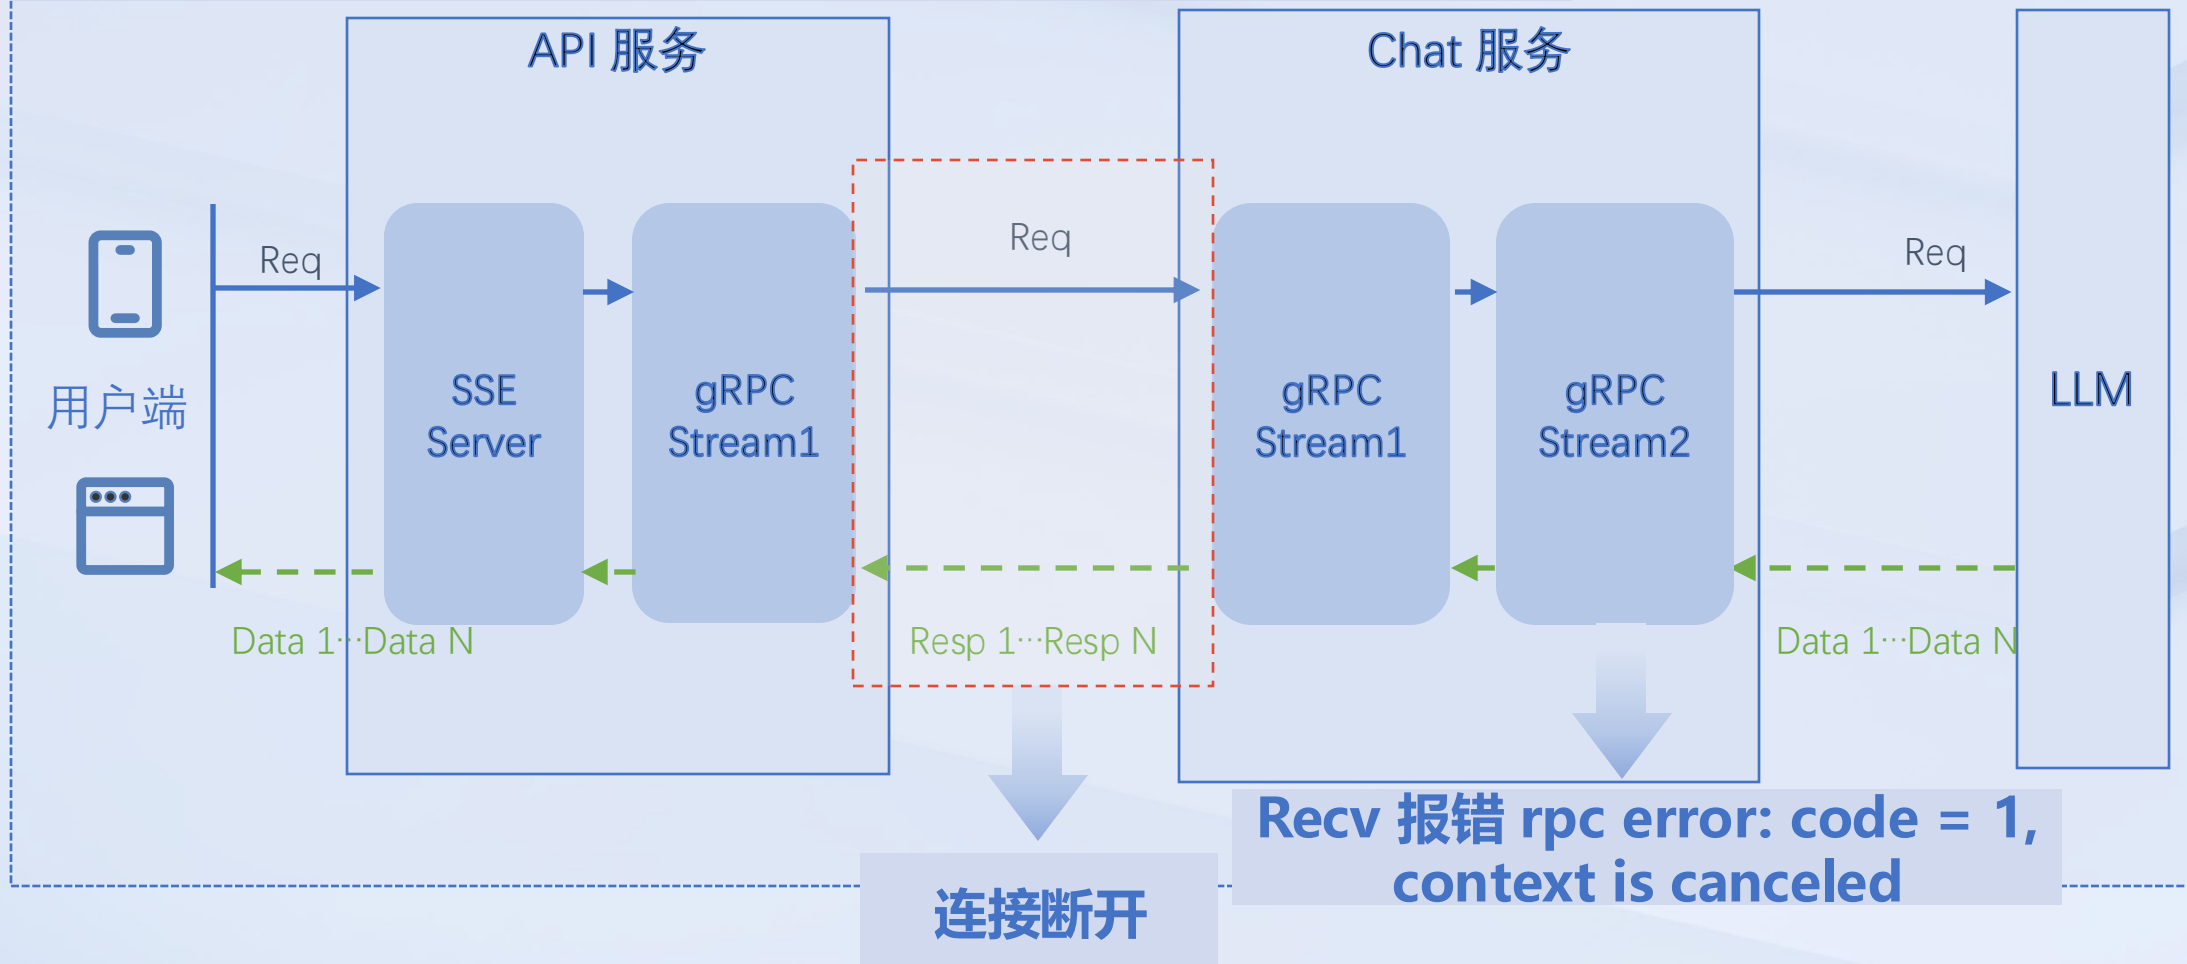 API 服务
Chat 服务
Req
Req
Req
用户端
SSE
Server
gRPC
Stream1
gRPC
Stream1
gRPC
Stream2
LLM
Data 1…Data N
Resp 1…Resp N
Data 1…Data N
Recv 报错 rpc error: code = 1,
context is canceled
连接断开